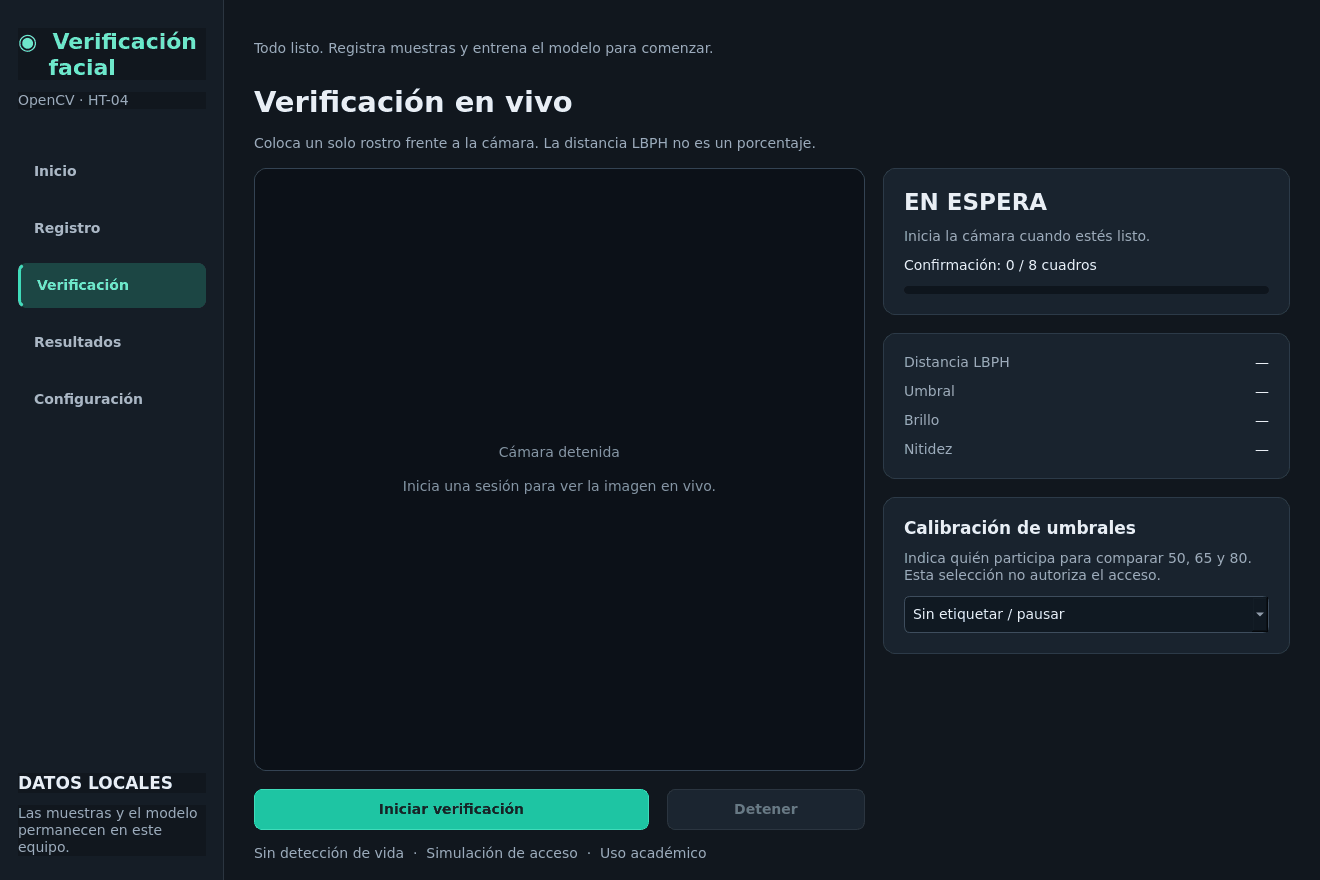 ◉ Verificación
facial
OpenCV · HT-04
Inicio
Registro
Verificación
Resultados
Configuración
DATOS LOCALES
Las muestras y el modelo
permanecen en este
equipo.
Todo listo. Registra muestras y entrena el modelo para comenzar.
Verificación en vivo
Coloca un solo rostro frente a la cámara. La distancia LBPH no es un porcentaje.
Cámara detenida
Inicia una sesión para ver la imagen en vivo.
Iniciar verificación
Detener
Sin detección de vida · Simulación de acceso · Uso académico
EN ESPERA
Inicia la cámara cuando estés listo.
Confirmación: 0 / 8 cuadros
Distancia LBPH —
Umbral —
Brillo —
Nitidez —
Calibración de umbrales
Indica quién participa para comparar 50, 65 y 80.
Esta selección no autoriza el acceso.
Sin etiquetar / pausar